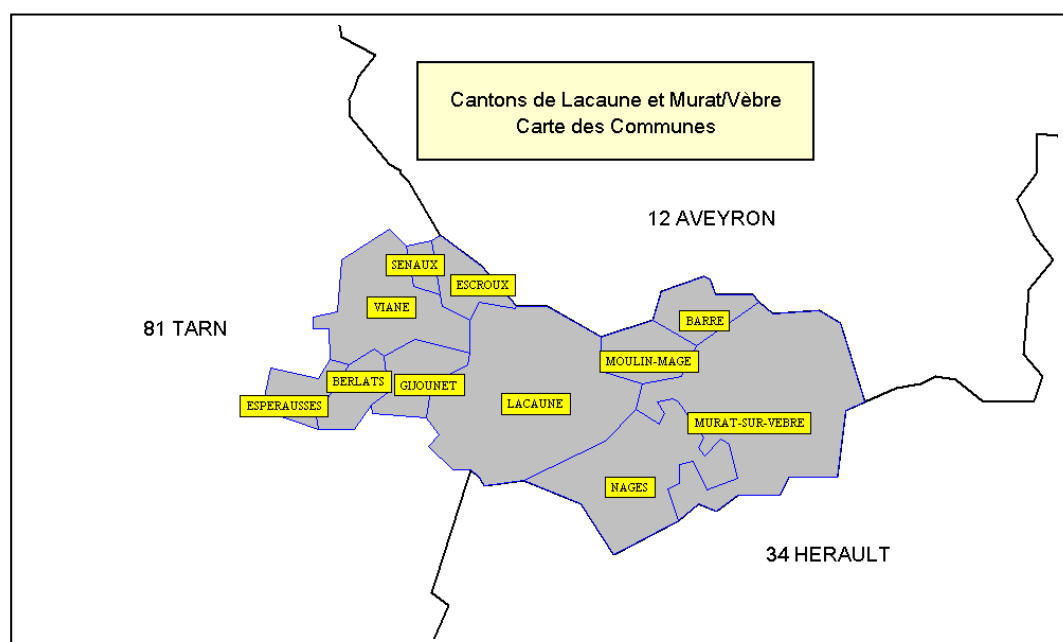 Cantons de Lacaune et Murat/Vèbre
Carte des Communes
12 AVEYRON
SENAUX
ESCROUX
VIANE
BARRE
81 TARN
MOULIN-MAGE
BERLATS
GIJOUNET
ESPERAUSSES
LACAUNE
MURAT-SUR-VEBRE
NAGES
34 HERAULT